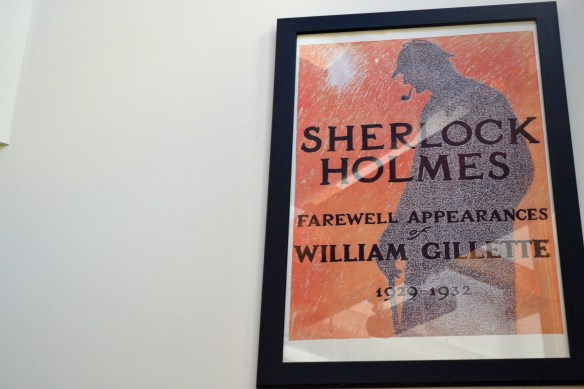 SHERLOCK
HOLMES
FAREWELL APPEARANCES
of
WILLIAM GILLETTE
1929-1932